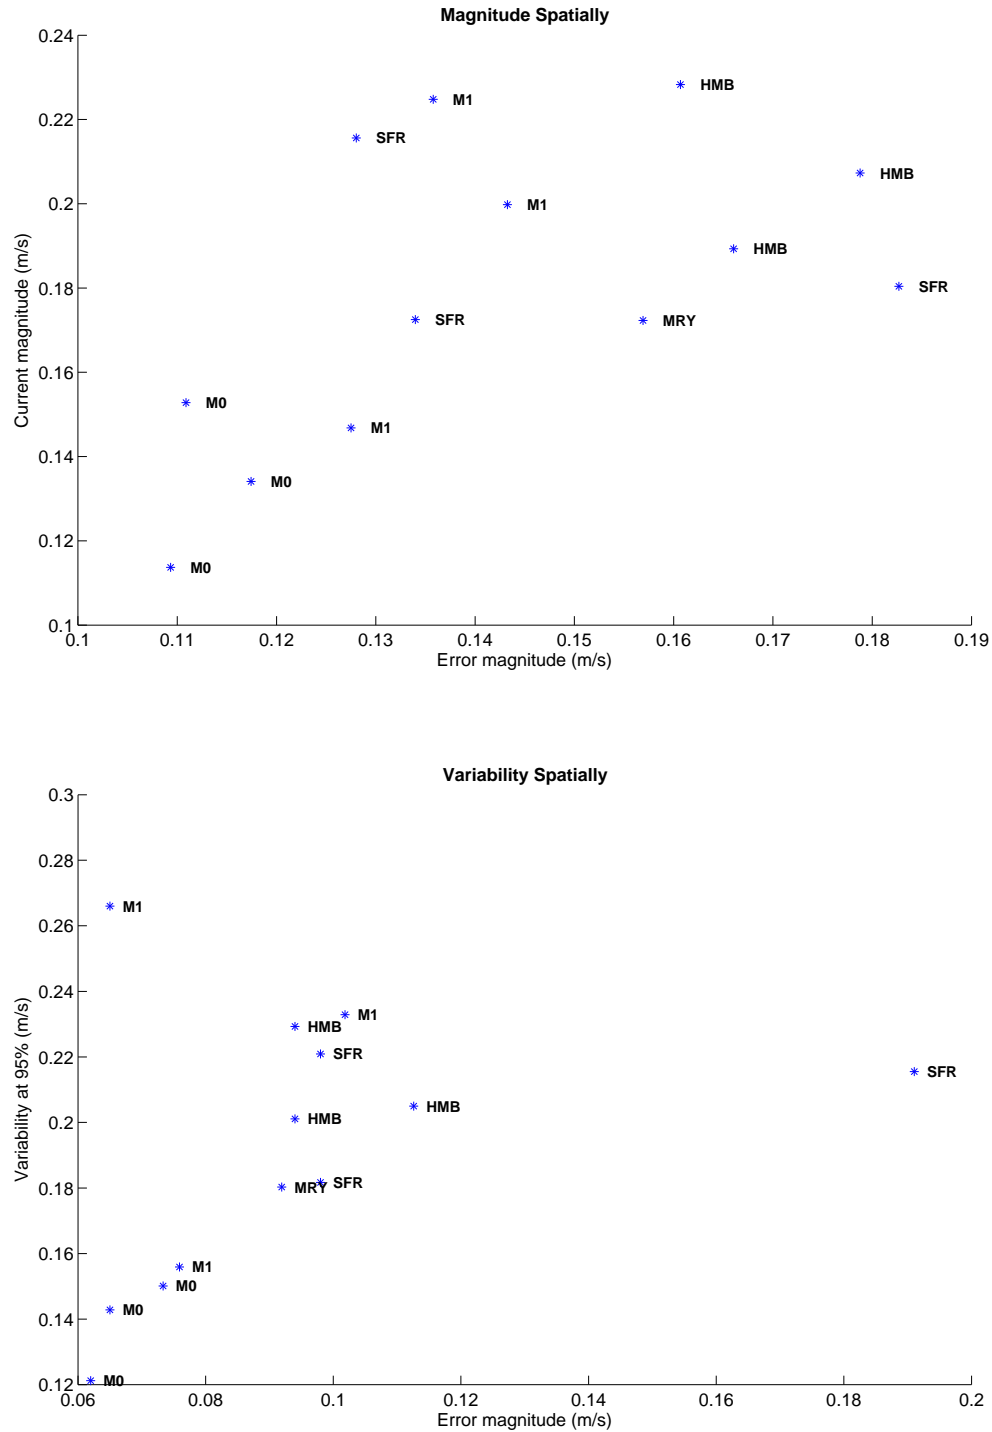 Magnitude Spatially
0.24
HMB
M1
0.22
SFR
HMB
0.2
M1
HMB
0.18
SFR
SFR
MRY
0.16
M0
M1
0.14
M0
0.12
M0
0.1
Current magnitude (m/s)
0.1 0.11 0.12 0.13 0.14 0.15 0.16 0.17 0.18 0.19
Error magnitude (m/s)
Variability Spatially
0.3
0.28
M1
0.26
0.24
M1
HMB
0.22
SFR
SFR
HMB
0.2
HMB
0.18
SFR
MRY
0.16
M1
M0
0.14
M0
0.12
M0
Variability at 95% (m/s)
0.06 0.08 0.1 0.12 0.14 0.16 0.18 0.2
Error magnitude (m/s)